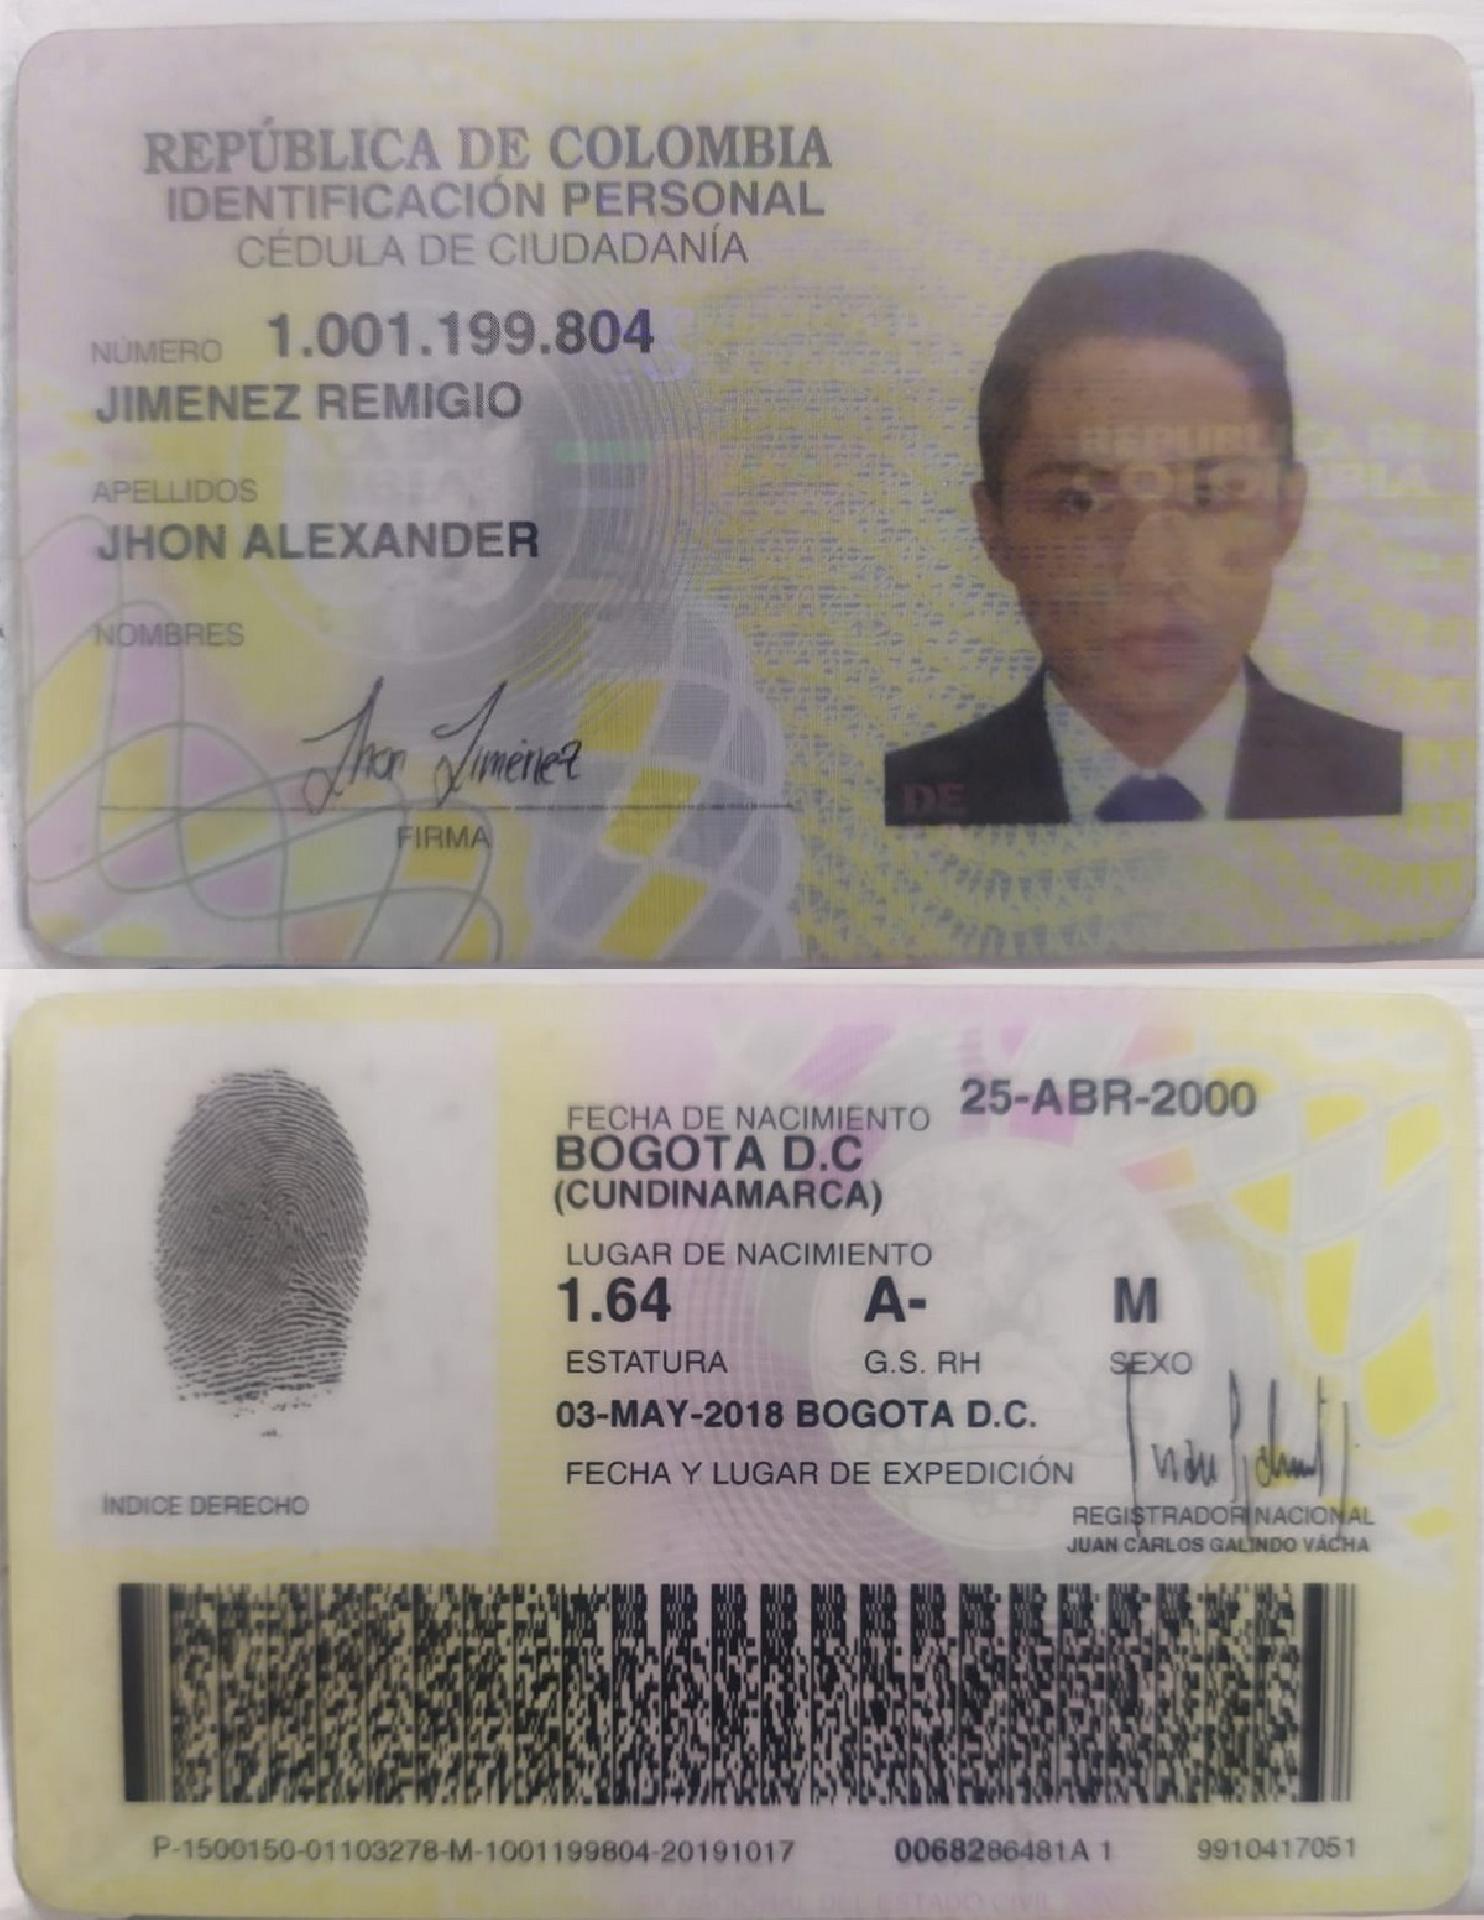 REPÚBLICA DE COLOMBIA
IDENTIFICACIÓN PERSONAL
CÉDULA DE CIUDADANÍA
NÚMERO 1.001.199.804
JIMENEZ REMIGIO
APELLIDOS
JHON ALEXANDER
NOMBRES
Jhon Jiménez
FIRMA
REPUBLICA DE
COLOMBIA
DE
FECHA DE NACIMIENTO 25-ABR-2000
BOGOTA D.C
(CUNDINAMARCA)
LUGAR DE NACIMIENTO
1.64 A- M
ESTATURA G.S. RH SEXO
03-MAY-2018 BOGOTA D.C.
FECHA Y LUGAR DE EXPEDICIÓN
ÍNDICE DERECHO
REGISTRADOR NACIONAL
JUAN CARLOS GALINDO VÁCHA
P-1500150-01103278-M-1001199804-20191017 0068286481A 1 9910417051